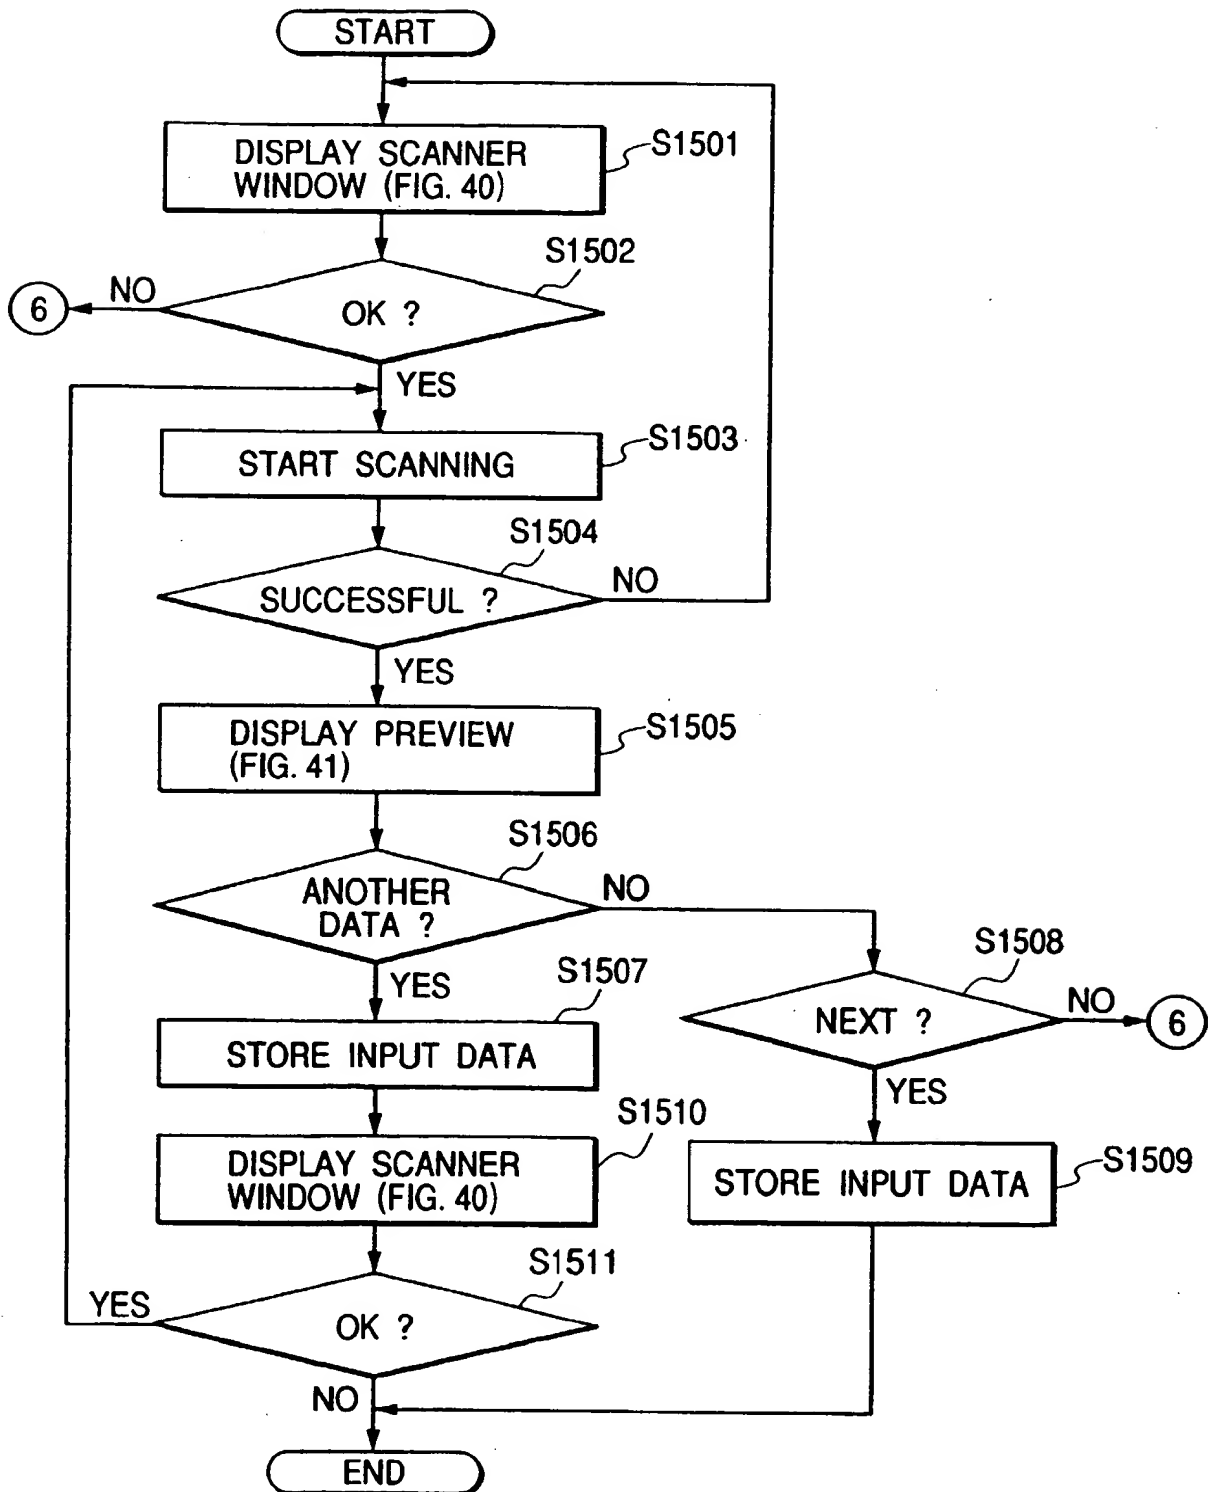 START
DISPLAY SCANNER
WINDOW (FIG. 40)
S1501
S1502
NO
6
OK ?
YES
START SCANNING
S1503
S1504
SUCCESSFUL ?
NO
YES
DISPLAY PREVIEW
(FIG. 41)
S1505
S1506
ANOTHER
DATA ?
NO
YES
S1507
STORE INPUT DATA
S1508
NEXT ?
NO
6
YES
S1509
STORE INPUT DATA
S1510
DISPLAY SCANNER
WINDOW (FIG. 40)
S1511
YES
OK ?
NO
END